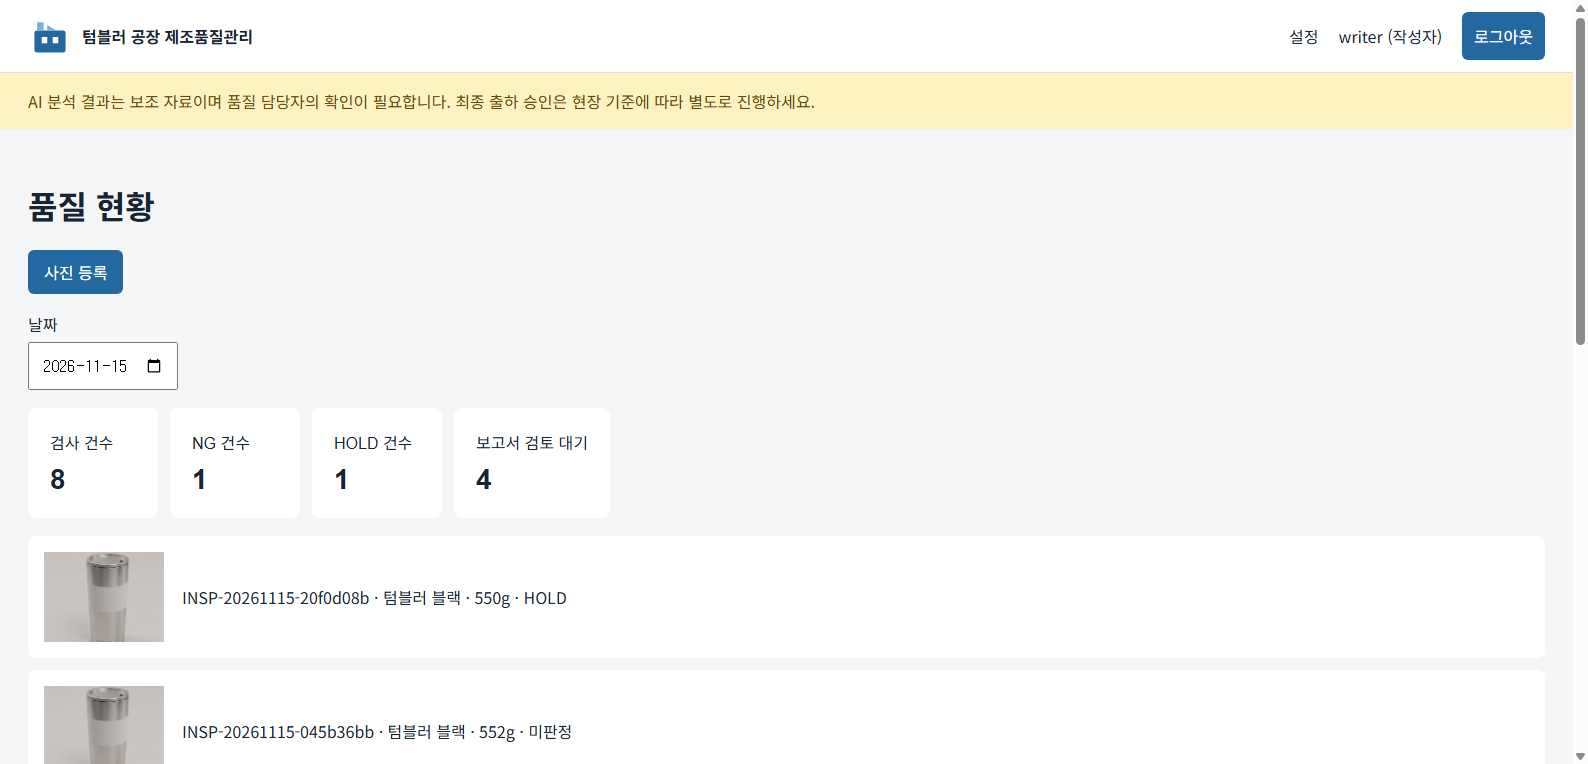 텀블러 공장 제조품질관리
설정 writer (작성자) 로그아웃
AI 분석 결과는 보조 자료이며 품질 담당자의 확인이 필요합니다. 최종 출하 승인은 현장 기준에 따라 별도로 진행하세요.
품질 현황
사진 등록
날짜
2026-11-15
검사 건수
8
NG 건수
1
HOLD 건수
1
보고서 검토 대기
4
INSP-20261115-20f0d08b · 텀블러 블랙 · 550g · HOLD
INSP-20261115-045b36bb · 텀블러 블랙 · 552g · 미판정